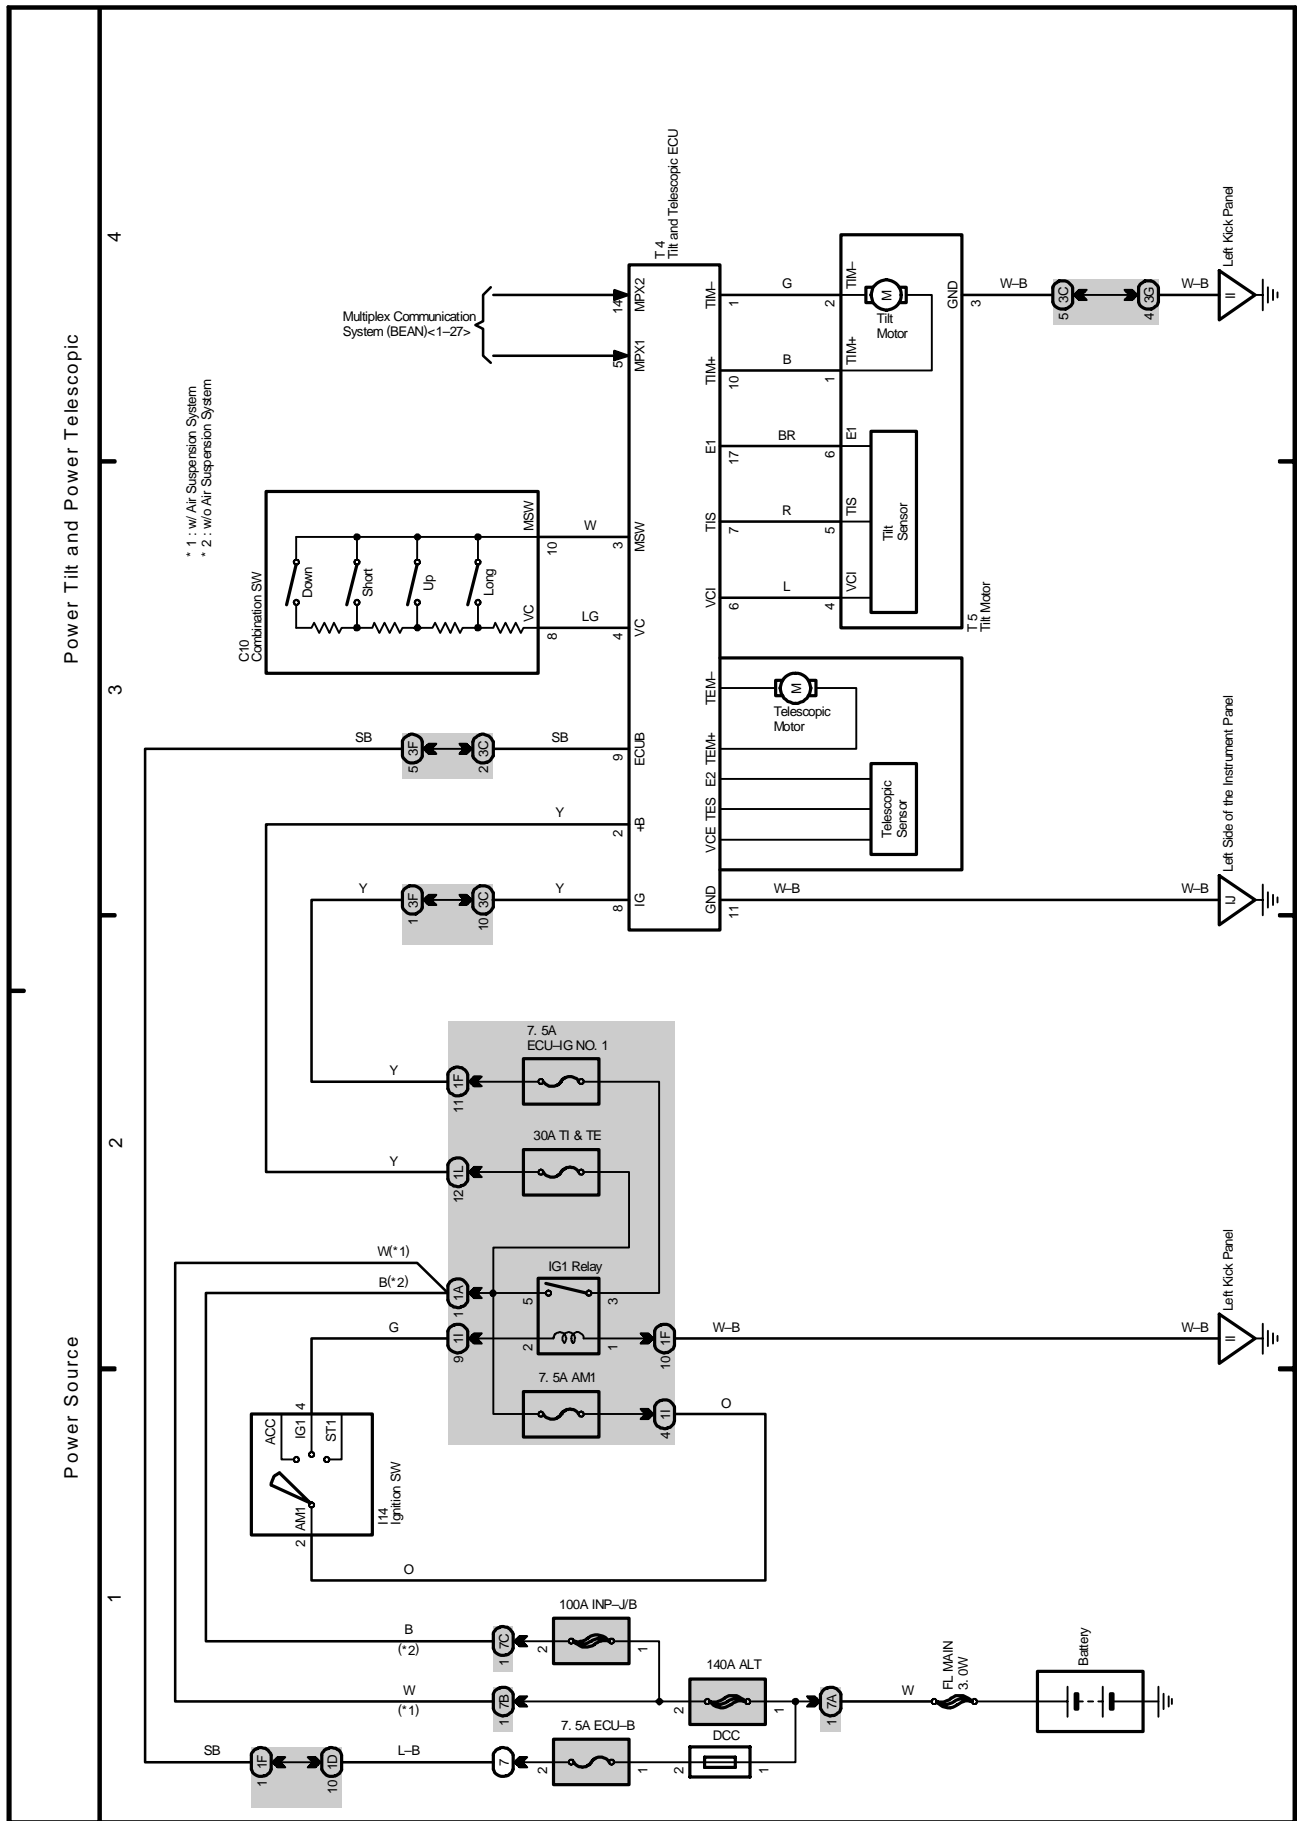 Power Source
Power Tilt and Power Telescopic
1
2
3
4
* 1 : w/ Air Suspension System
* 2 : w/o Air Suspension System
SB
1
1F
10
1D
L–B
7
2
7. 5A ECU–B
1
2
DCC
1
W
(*1)
1
7B
B
(*2)
1
7C
2
100A INP–J/B
1
2
140A ALT
1
1
7A
W
FL MAIN
3. 0W
Battery
I14
Ignition SW
2
AM1
ACC
IG1
ST1
4
O
G
9
1I
W(*1)
B(*2)
1
1A
7. 5A AM1
4
1I
O
IG1 Relay
5
3
2
1
10
1F
W–B
W–B
II
Left Kick Panel
Y
12
1L
30A TI & TE
Y
11
1F
7. 5A
ECU–IG NO. 1
Y
1
3F
10
3C
Y
8
IG
Y
2
+B
SB
5
3F
2
3C
SB
9
ECUB
C10
Combination SW
Down
Short
Up
Long
VC
MSW
8
LG
4
VC
10
W
3
MSW
Multiplex Communication
System (BEAN)<1–27>
5
MPX1
14
MPX2
T 4
Tilt and Telescopic ECU
GND
11
W–B
W–B
IJ
Left Side of the Instrument Panel
VCE
TES
E2
TEM+
TEM–
Telescopic
Sensor
Telescopic
Motor
M
VCI
6
L
4
VCI
TIS
7
R
5
TIS
E1
17
BR
6
E1
TIM+
10
B
1
TIM+
TIM–
1
G
2
TIM–
Tilt
Sensor
M
Tilt
Motor
T 5
Tilt Motor
GND
3
W–B
5
3C
4
3G
W–B
II
Left Kick Panel